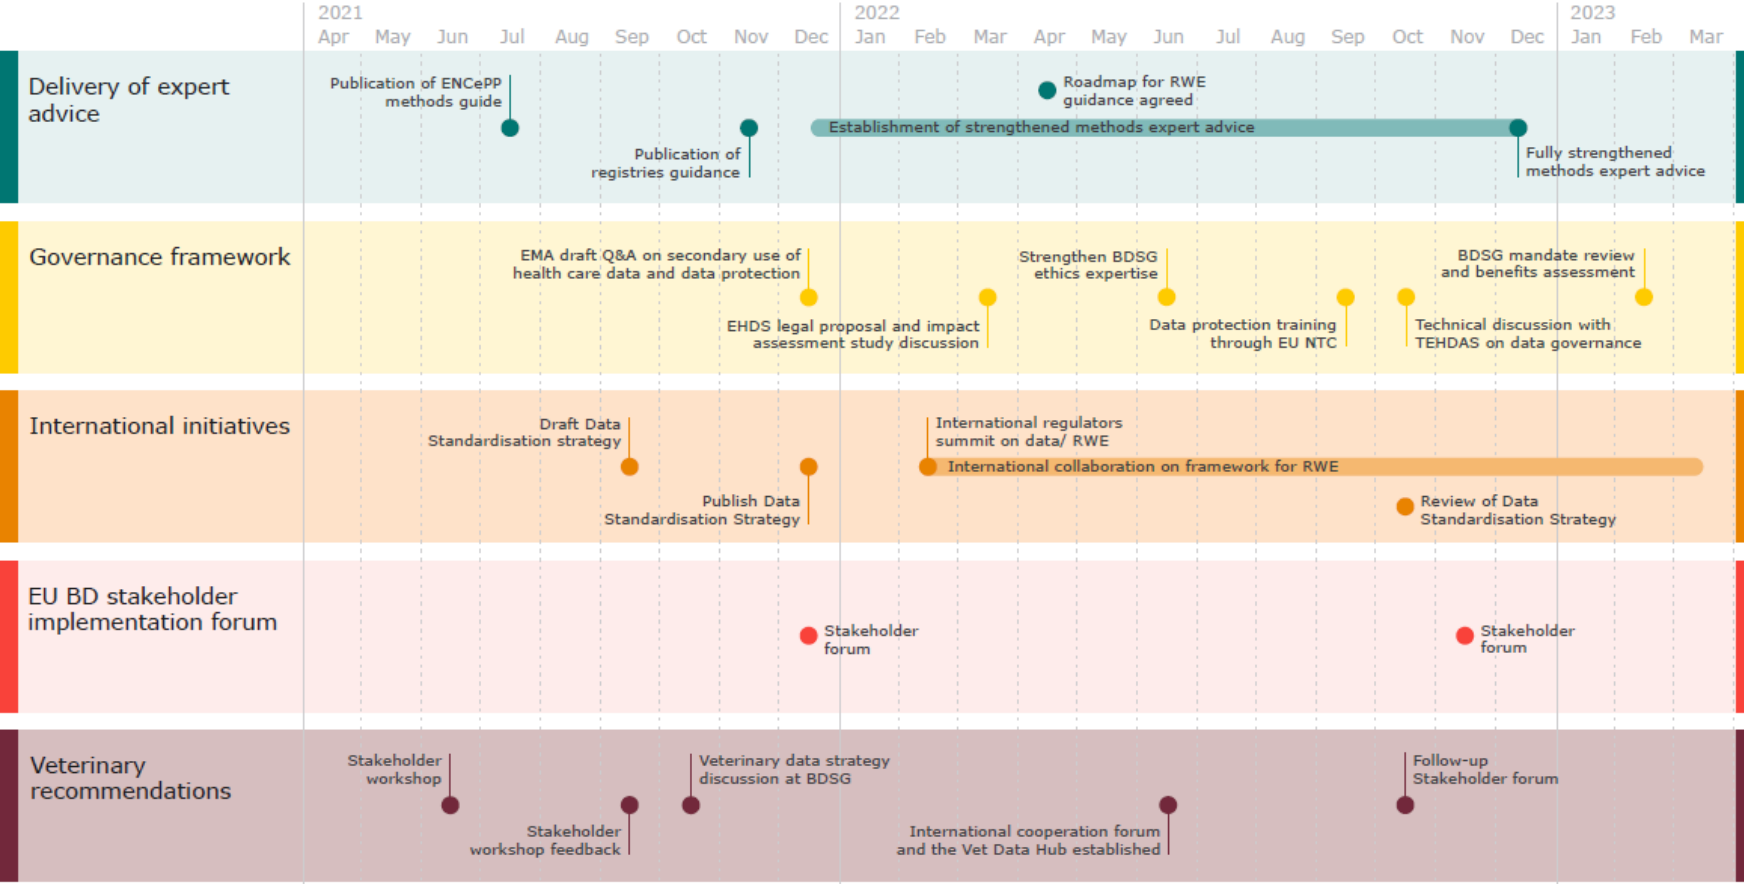 2021
2022
2023
Apr May Jun Jul Aug Sep Oct Nov Dec Jan Feb Mar Apr May Jun Jul Aug Sep Oct Nov Dec Jan Feb Mar
Delivery of expert
advice
Publication of ENCePP
methods guide
Publication of
registries guidance
Roadmap for RWE
guidance agreed
Establishment of strengthened methods expert advice
Fully strengthened
methods expert advice
Governance framework
EMA draft Q&A on secondary use of
health care data and data protection
EHDS legal proposal and impact
assessment study discussion
Strengthen BDSG
ethics expertise
Data protection training
through EU NTC
Technical discussion with
TEHDAS on data governance
BDSG mandate review
and benefits assessment
International initiatives
Draft Data
Standardisation strategy
Publish Data
Standardisation Strategy
International regulators
summit on data/ RWE
International collaboration on framework for RWE
Review of Data
Standardisation Strategy
EU BD stakeholder
implementation forum
Stakeholder
forum
Stakeholder
forum
Veterinary
recommendations
Stakeholder
workshop
Stakeholder
workshop feedback
Veterinary data strategy
discussion at BDSG
International cooperation forum
and the Vet Data Hub established
Follow-up
Stakeholder forum